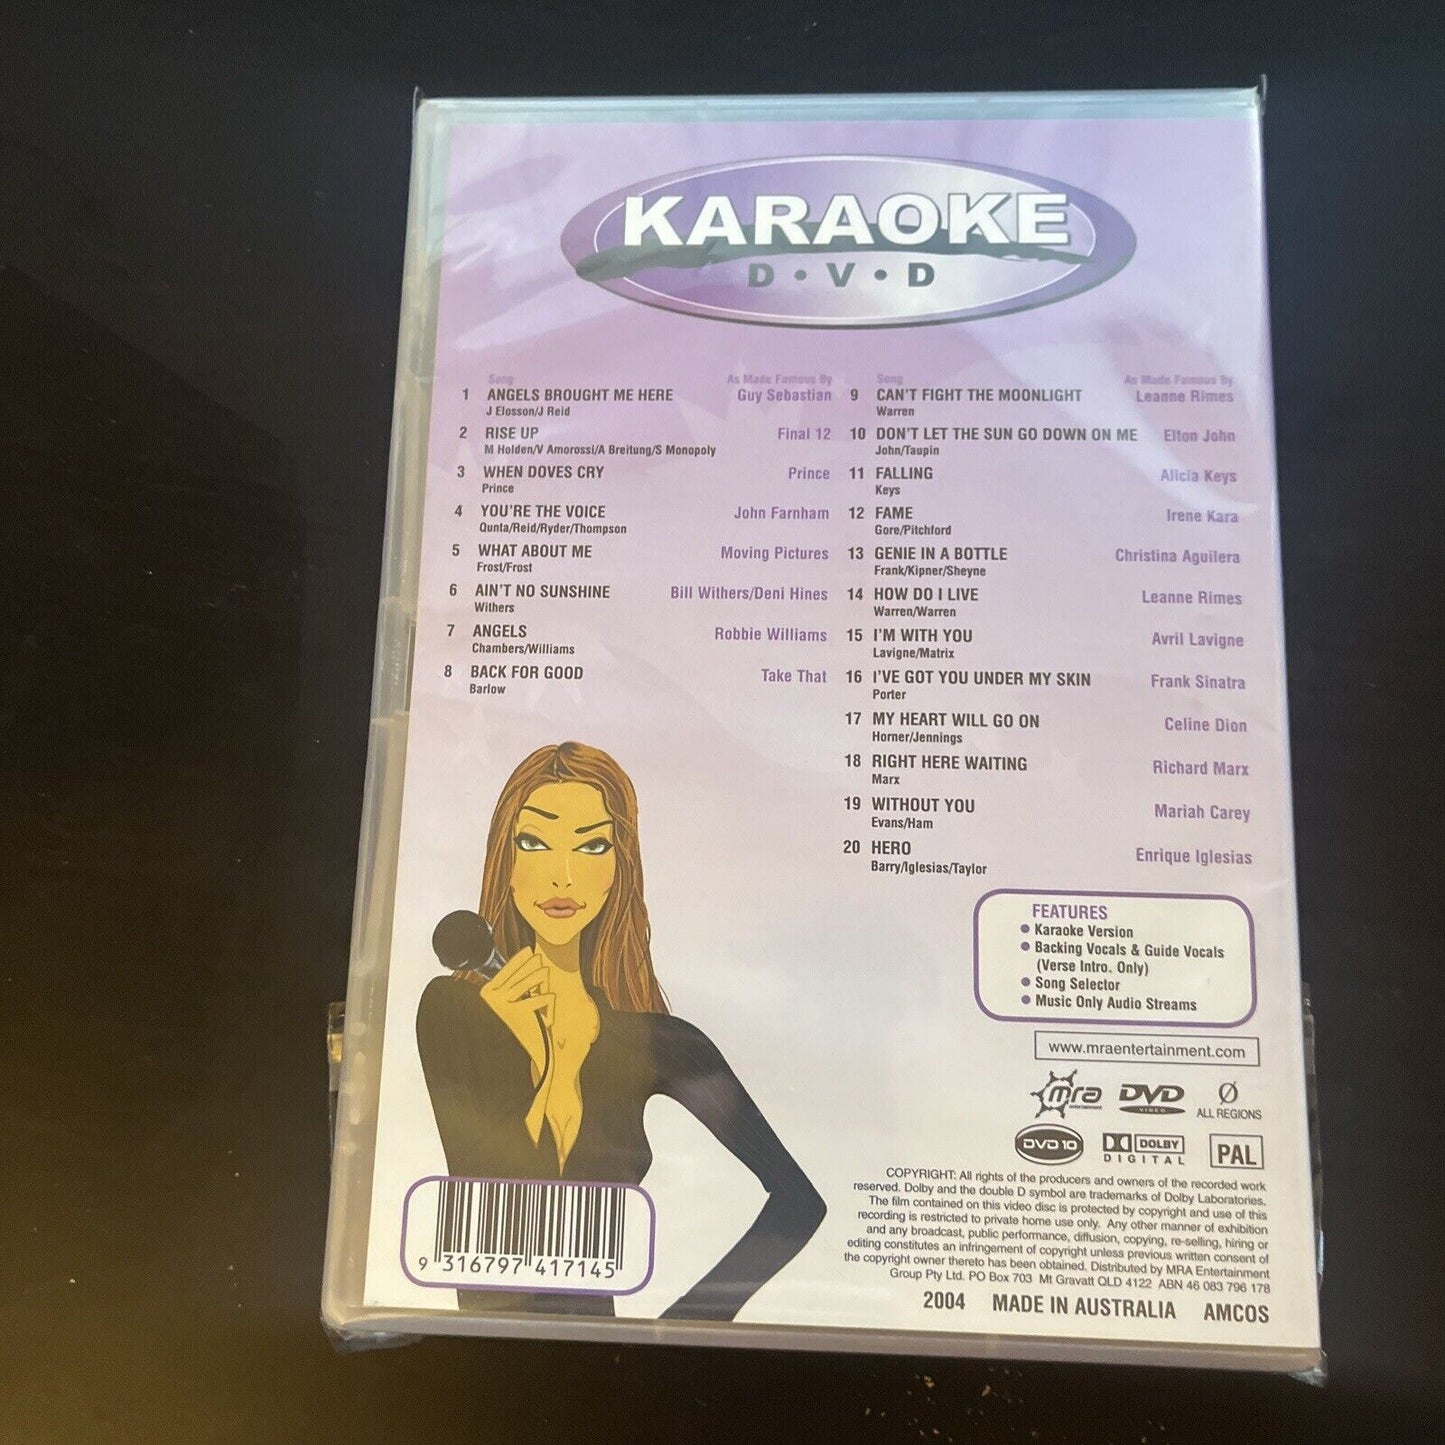 KARAOKE
D·V·D
Song As Made Famous By
1 ANGELS BROUGHT ME HERE Guy Sebastian
J Elosson/J Reid
2 RISE UP Final 12
M Holden/V Amorossi/A Breitung/S Monopoly
3 WHEN DOVES CRY Prince
Prince
4 YOU'RE THE VOICE John Farnham
Qunta/Reid/Ryder/Thompson
5 WHAT ABOUT ME Moving Pictures
Frost/Frost
6 AIN'T NO SUNSHINE Bill Withers/Deni Hines
Withers
7 ANGELS Robbie Williams
Chambers/Williams
8 BACK FOR GOOD Take That
Barlow
Song As Made Famous By
9 CAN'T FIGHT THE MOONLIGHT Leanne Rimes
Warren
10 DON'T LET THE SUN GO DOWN ON ME Elton John
John/Taupin
11 FALLING Alicia Keys
Keys
12 FAME Irene Kara
Gore/Pitchford
13 GENIE IN A BOTTLE Christina Aguilera
Frank/Kipner/Sheyne
14 HOW DO I LIVE Leanne Rimes
Warren/Warren
15 I'M WITH YOU Avril Lavigne
Lavigne/Matrix
16 I'VE GOT YOU UNDER MY SKIN Frank Sinatra
Porter
17 MY HEART WILL GO ON Celine Dion
Horner/Jennings
18 RIGHT HERE WAITING Richard Marx
Marx
19 WITHOUT YOU Mariah Carey
Evans/Ham
20 HERO Enrique Iglesias
Barry/Iglesias/Taylor
FEATURES
• Karaoke Version
• Backing Vocals & Guide Vocals
(Verse Intro. Only)
• Song Selector
• Music Only Audio Streams
www.mraentertainment.com
mra entertainment
DVD VIDEO
Ø ALL REGIONS
DVD 10
DOLBY DIGITAL
PAL
COPYRIGHT: All rights of the producers and owners of the recorded work
reserved. Dolby and the double D symbol are trademarks of Dolby Laboratories.
The film contained on this video disc is protected by copyright and use of this
recording is restricted to private home use only. Any other manner of exhibition
and any broadcast, public performance, diffusion, copying, re-selling, hiring or
editing constitutes an infringement of copyright unless previous written consent of
the copyright owner thereto has been obtained. Distributed by MRA Entertainment
Group Pty Ltd. PO Box 703 Mt Gravatt QLD 4122 ABN 46 083 796 178
2004 MADE IN AUSTRALIA AMCOS
9 316797 417145